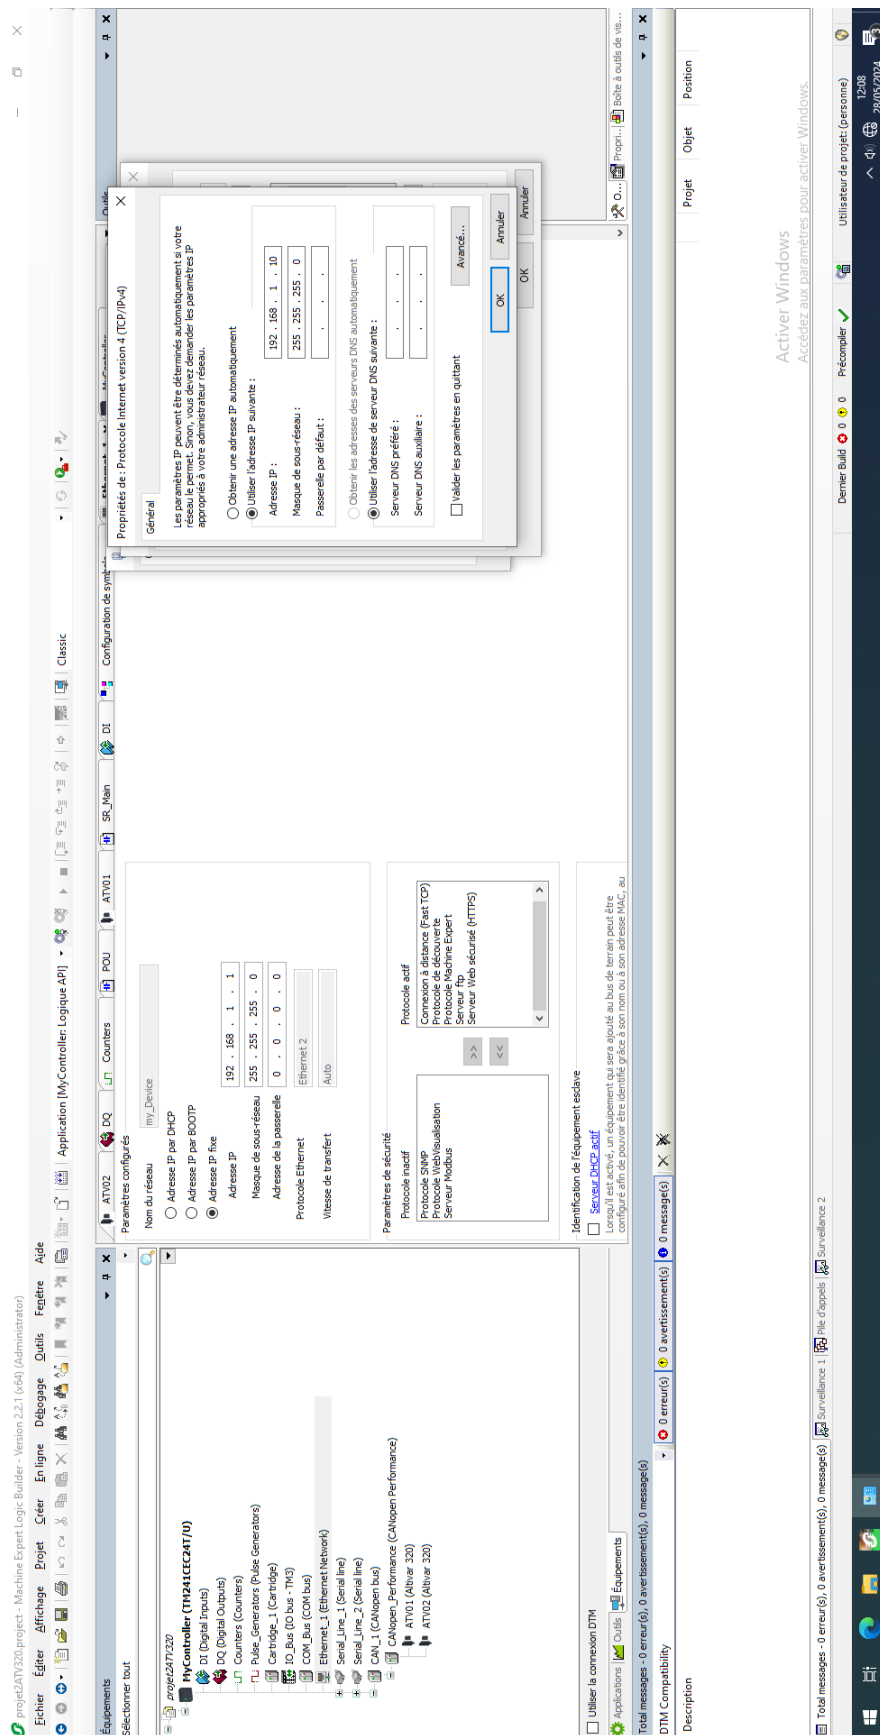 projet2ATV320.project - Machine Expert Logic Builder - Version 2.2.1 (x64) (Administrator)
Fichier Éditer Affichage Projet Créer En ligne Débogage Outils Fenêtre Aide
Application [MyController: Logique API]
Classic
Équipements
Sélectionner tout
projet2ATV320
MyController (TM241CEC24T/U)
DI (Digital Inputs)
DQ (Digital Outputs)
Counters (Counters)
Pulse_Generators (Pulse Generators)
Cartridge_1 (Cartridge)
IO_Bus (IO bus - TM3)
COM_Bus (COM bus)
Ethernet_1 (Ethernet Network)
Serial_Line_1 (Serial line)
Serial_Line_2 (Serial line)
CAN_1 (CANopen bus)
CANopen_Performance (CANopen Performance)
ATV01 (Altivar 320)
ATV02 (Altivar 320)
Utiliser la connexion DTM
Applications Outils Équipements
ATV02 DQ Counters POU ATV01 SR_Main DI Configuration de symbole
Paramètres configurés
Nom du réseau my_Device
Adresse IP par DHCP
Adresse IP par BOOTP
Adresse IP fixe
Adresse IP 192 . 168 . 1 . 1
Masque de sous-réseau 255 . 255 . 255 . 0
Adresse de la passerelle 0 . 0 . 0 . 0
Protocole Ethernet Ethernet 2
Vitesse de transfert Auto
Paramètres de sécurité
Protocole inactif
Protocole SNMP
Protocole WebVisualisation
Serveur Modbus
>>
<<
Protocole actif
Connexion à distance (Fast TCP)
Protocole de découverte
Protocole Machine Expert
Serveur ftp
Serveur Web sécurisé (HTTPS)
Identification de l'équipement esclave
Serveur DHCP actif
Lorsqu'il est activé, un équipement qui sera ajouté au bus de terrain peut être
configuré afin de pouvoir être identifié grâce à son nom ou à son adresse MAC, au
Propriétés de : Protocole Internet version 4 (TCP/IPv4)
Général
Les paramètres IP peuvent être déterminés automatiquement si votre
réseau le permet. Sinon, vous devez demander les paramètres IP
appropriés à votre administrateur réseau.
Obtenir une adresse IP automatiquement
Utiliser l'adresse IP suivante :
Adresse IP : 192 . 168 . 1 . 10
Masque de sous-réseau : 255 . 255 . 255 . 0
Passerelle par défaut : . . .
Obtenir les adresses des serveurs DNS automatiquement
Utiliser l'adresse de serveur DNS suivante :
Serveur DNS préféré : . . .
Serveur DNS auxiliaire : . . .
Valider les paramètres en quittant
Avancé...
OK Annuler
OK Annuler
O... Propri... Boîte à outils de vis...
Total messages - 0 erreur(s), 0 avertissement(s), 0 message(s)
DTM Compatibility 0 erreur(s) 0 avertissement(s) 0 message(s)
Description Projet Objet Position
Activer Windows
Accédez aux paramètres pour activer Windows.
Total messages - 0 erreur(s), 0 avertissement(s), 0 message(s) Surveillance 1 Pile d'appels Surveillance 2
Dernier Build 0 0 Précompiler Utilisateur de projet: (personne)
12:08
28/05/2024
3